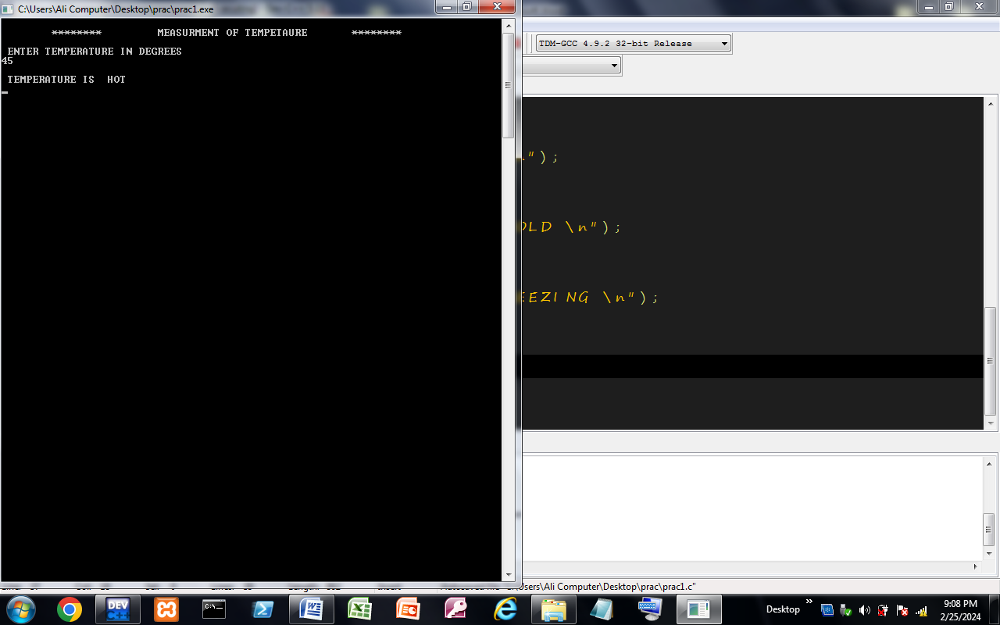 C:\Users\Ali Computer\Desktop\prac\prac1.exe
******** MEASURMENT OF TEMPETAURE ********
ENTER TEMPERATURE IN DEGREES
45
TEMPERATURE IS HOT
TDM-GCC 4.9.2 32-bit Release
");
OLD \n");
EEZING \n");
Users\Ali Computer\Desktop\prac\prac1.c"
DEV
C:\
Desktop
9:08 PM
2/25/2024